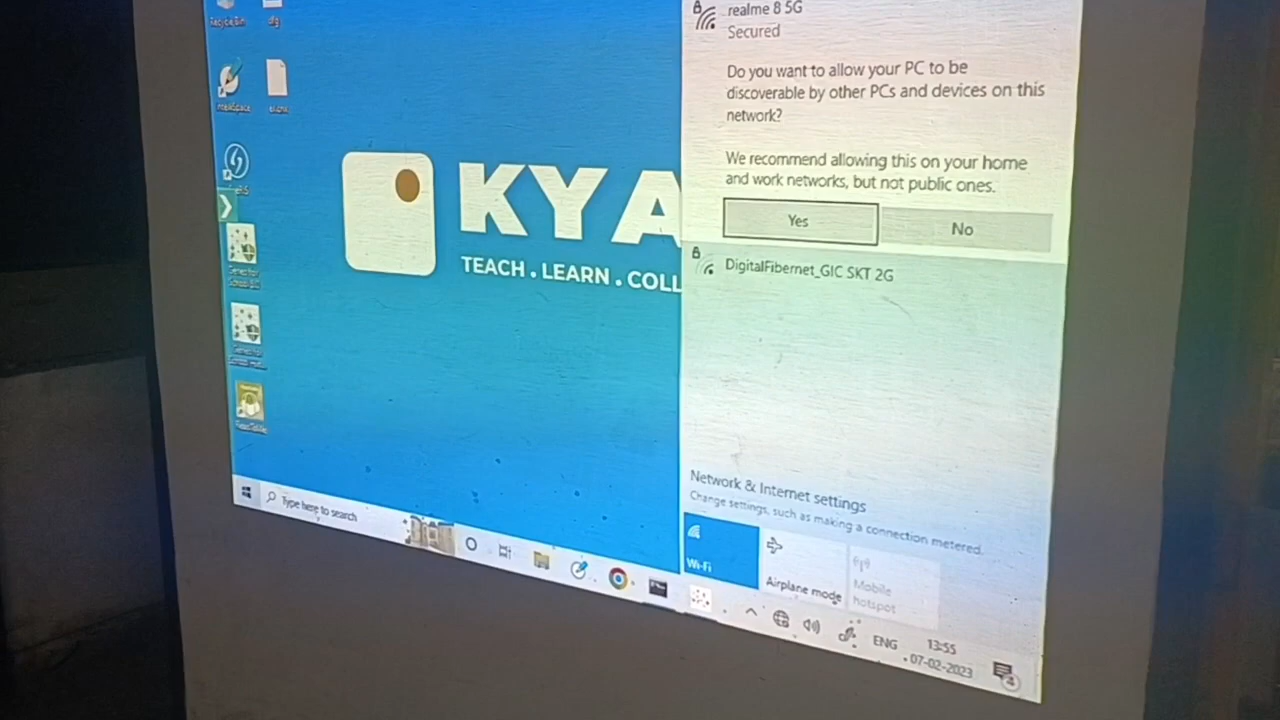 Recycle Bin
realme 8 5G
Secured
Do you want to allow your PC to be
discoverable by other PCs and devices on this
network?
We recommend allowing this on your home
and work networks, but not public ones.
Yes
No
DigitalFibernet_GIC SKT 2G
KYA
TEACH . LEARN . COLL
Network & Internet settings
Change settings, such as making a connection metered.
Wi-Fi
Airplane mode
Mobile
hotspot
Type here to search
ENG
13:55
07-02-2023
4